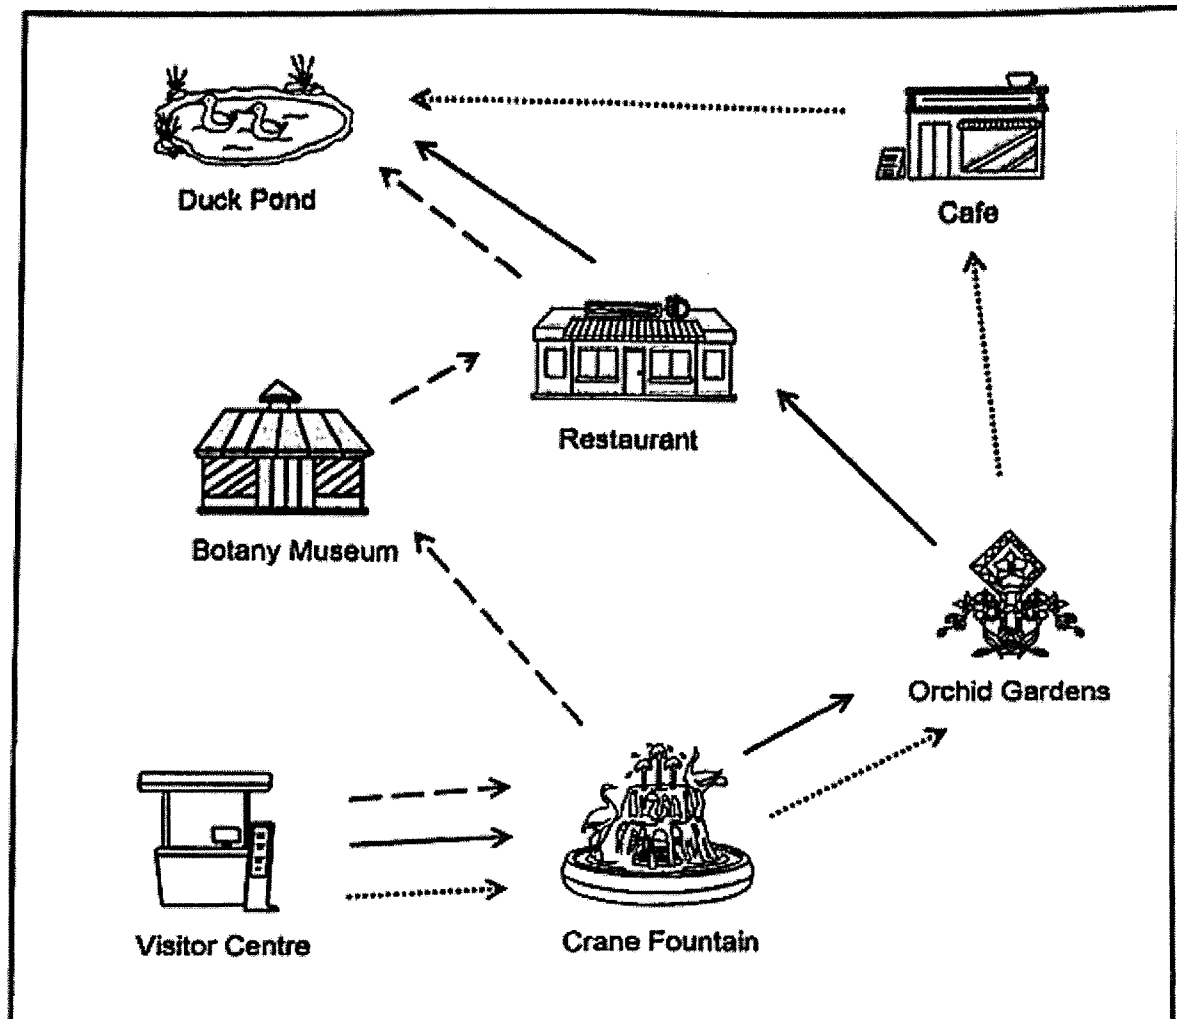 Duck Pond
Cafe
Restaurant
Botany Museum
Orchid Gardens
Visitor Centre
Crane Fountain